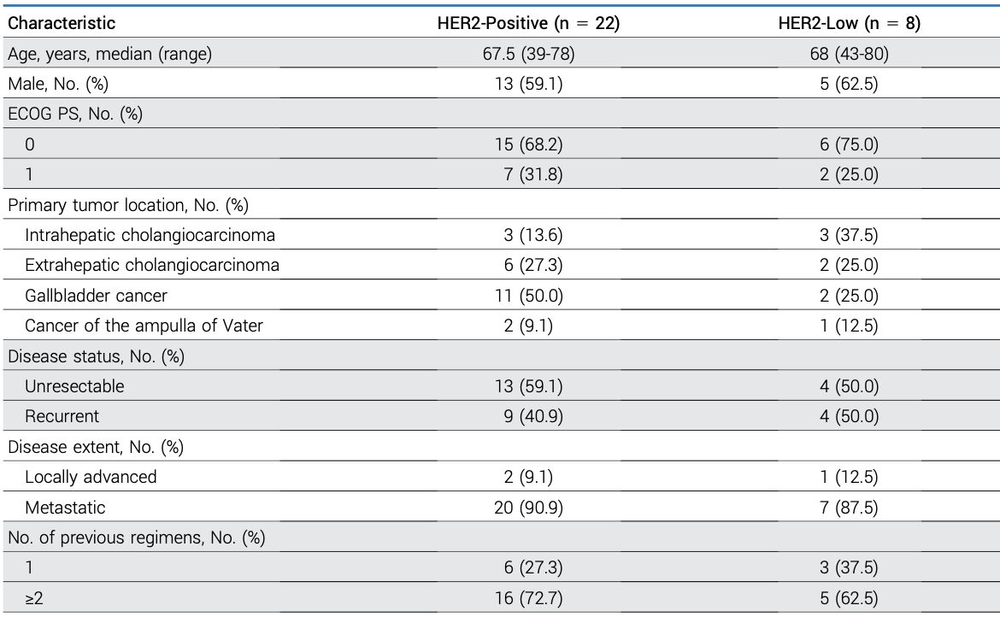 Characteristic HER2-Positive (n = 22) HER2-Low (n = 8)
Age, years, median (range) 67.5 (39-78) 68 (43-80)
Male, No. (%) 13 (59.1) 5 (62.5)
ECOG PS, No. (%)
0 15 (68.2) 6 (75.0)
1 7 (31.8) 2 (25.0)
Primary tumor location, No. (%)
Intrahepatic cholangiocarcinoma 3 (13.6) 3 (37.5)
Extrahepatic cholangiocarcinoma 6 (27.3) 2 (25.0)
Gallbladder cancer 11 (50.0) 2 (25.0)
Cancer of the ampulla of Vater 2 (9.1) 1 (12.5)
Disease status, No. (%)
Unresectable 13 (59.1) 4 (50.0)
Recurrent 9 (40.9) 4 (50.0)
Disease extent, No. (%)
Locally advanced 2 (9.1) 1 (12.5)
Metastatic 20 (90.9) 7 (87.5)
No. of previous regimens, No. (%)
1 6 (27.3) 3 (37.5)
≥2 16 (72.7) 5 (62.5)